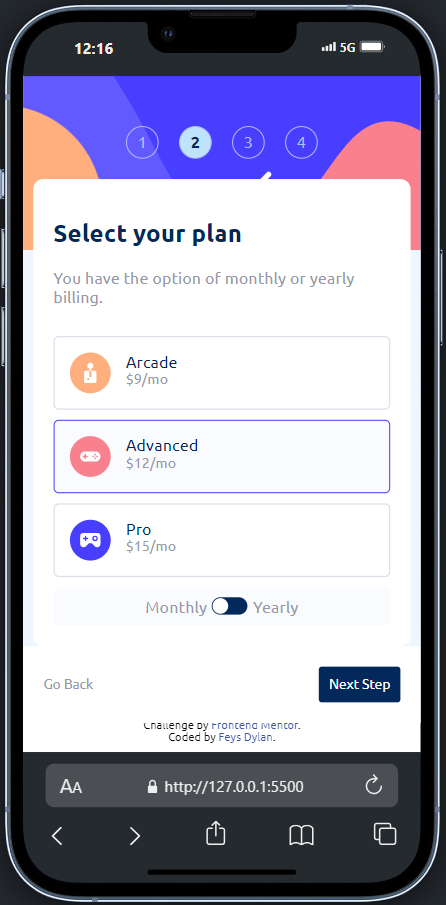 12:16
5G
1 2 3 4
Select your plan
You have the option of monthly or yearly
billing.
Arcade
$9/mo
Advanced
$12/mo
Pro
$15/mo
Monthly Yearly
Go Back Next Step
Challenge by Frontend Mentor.
Coded by Feys Dylan.
AA http://127.0.0.1:5500